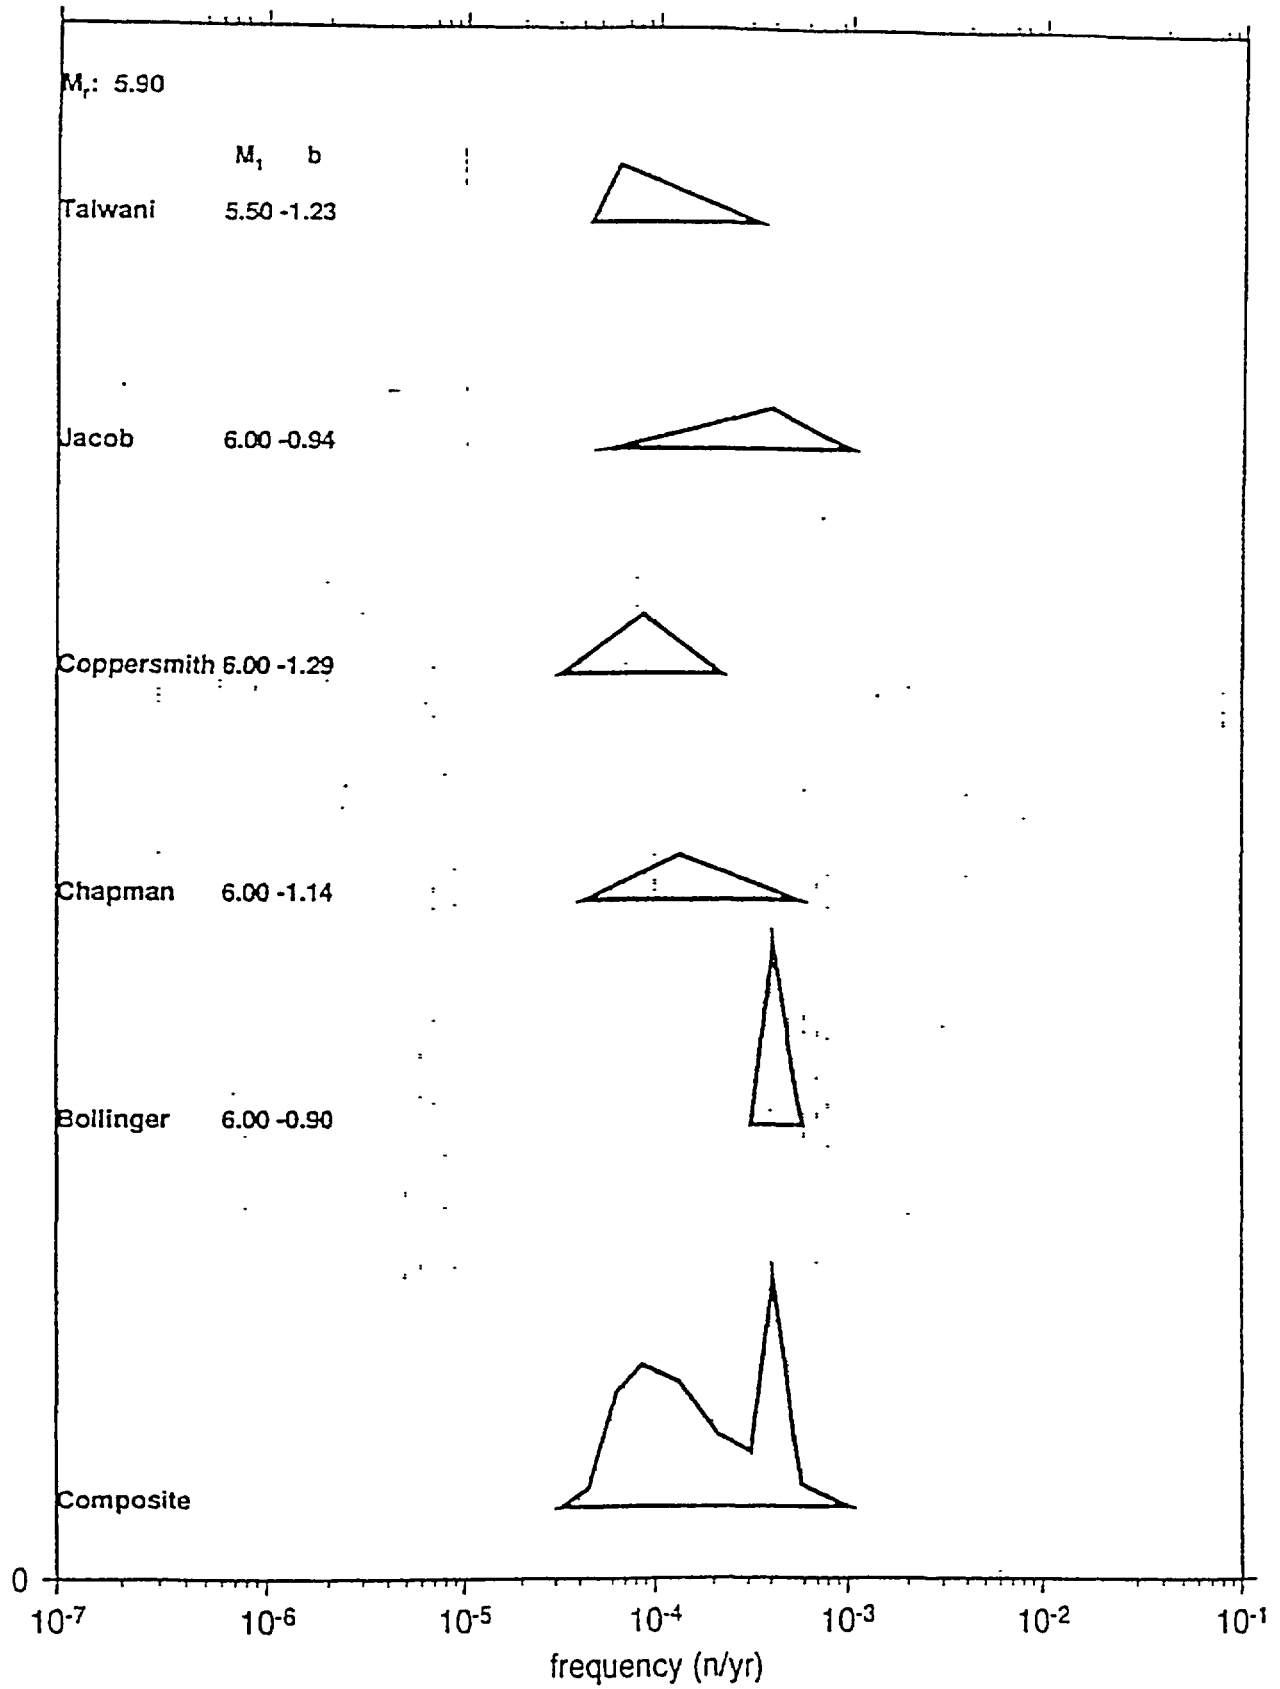 Mᵣ: 5.90
M₁ b
Talwani 5.50 -1.23
Jacob 6.00 -0.94
Coppersmith 6.00 -1.29
Chapman 6.00 -1.14
Bollinger 6.00 -0.90
Composite
0
10⁻⁷ 10⁻⁶ 10⁻⁵ 10⁻⁴ 10⁻³ 10⁻² 10⁻¹
frequency (n/yr)